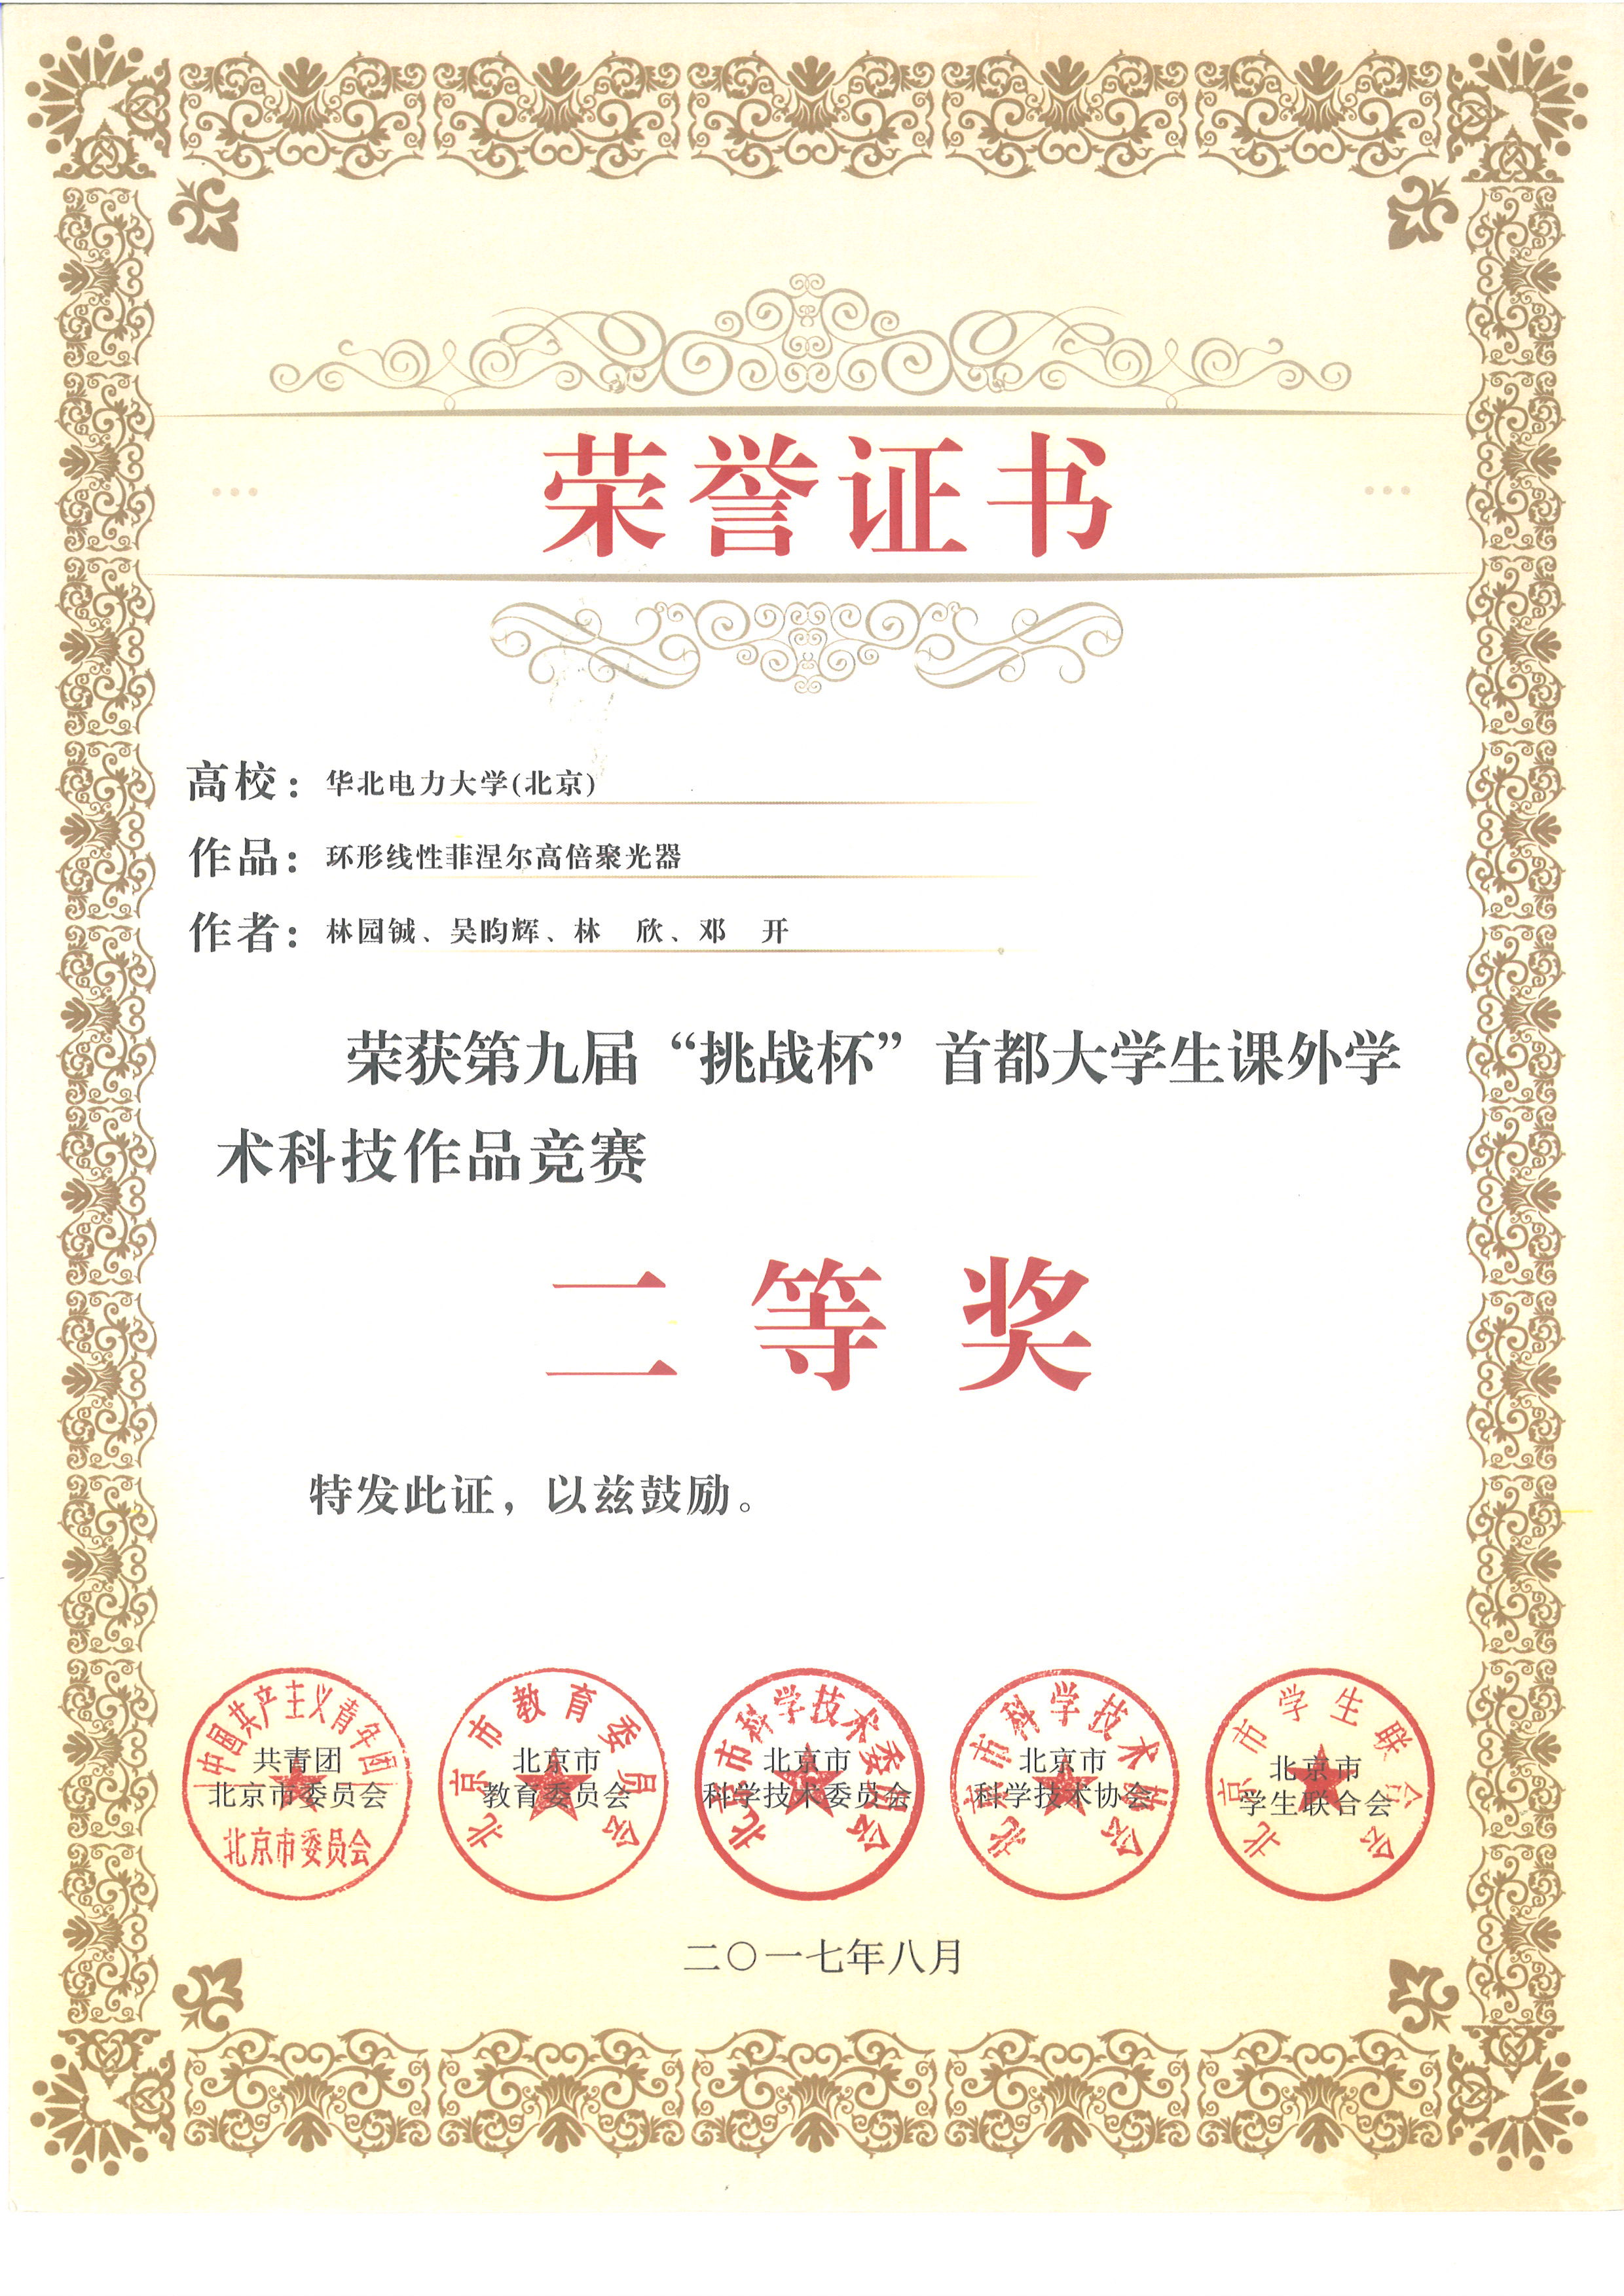 荣誉证书
高校：华北电力大学(北京)
作品：环形线性菲涅尔高倍聚光器
作者：林园铖、吴昀辉、林　欣、邓　开
荣获第九届“挑战杯”首都大学生课外学
术科技作品竞赛
二等奖
特发此证，以兹鼓励。
中国共产主义青年团
共青团
北京市委员会
北京市委员会
北京市教育委员会
北京市
教育委员会
北京市科学技术委员会
北京市
科学技术委员会
北京市科学技术协会
北京市
科学技术协会
北京市学生联合会
北京市
学生联合会
二〇一七年八月